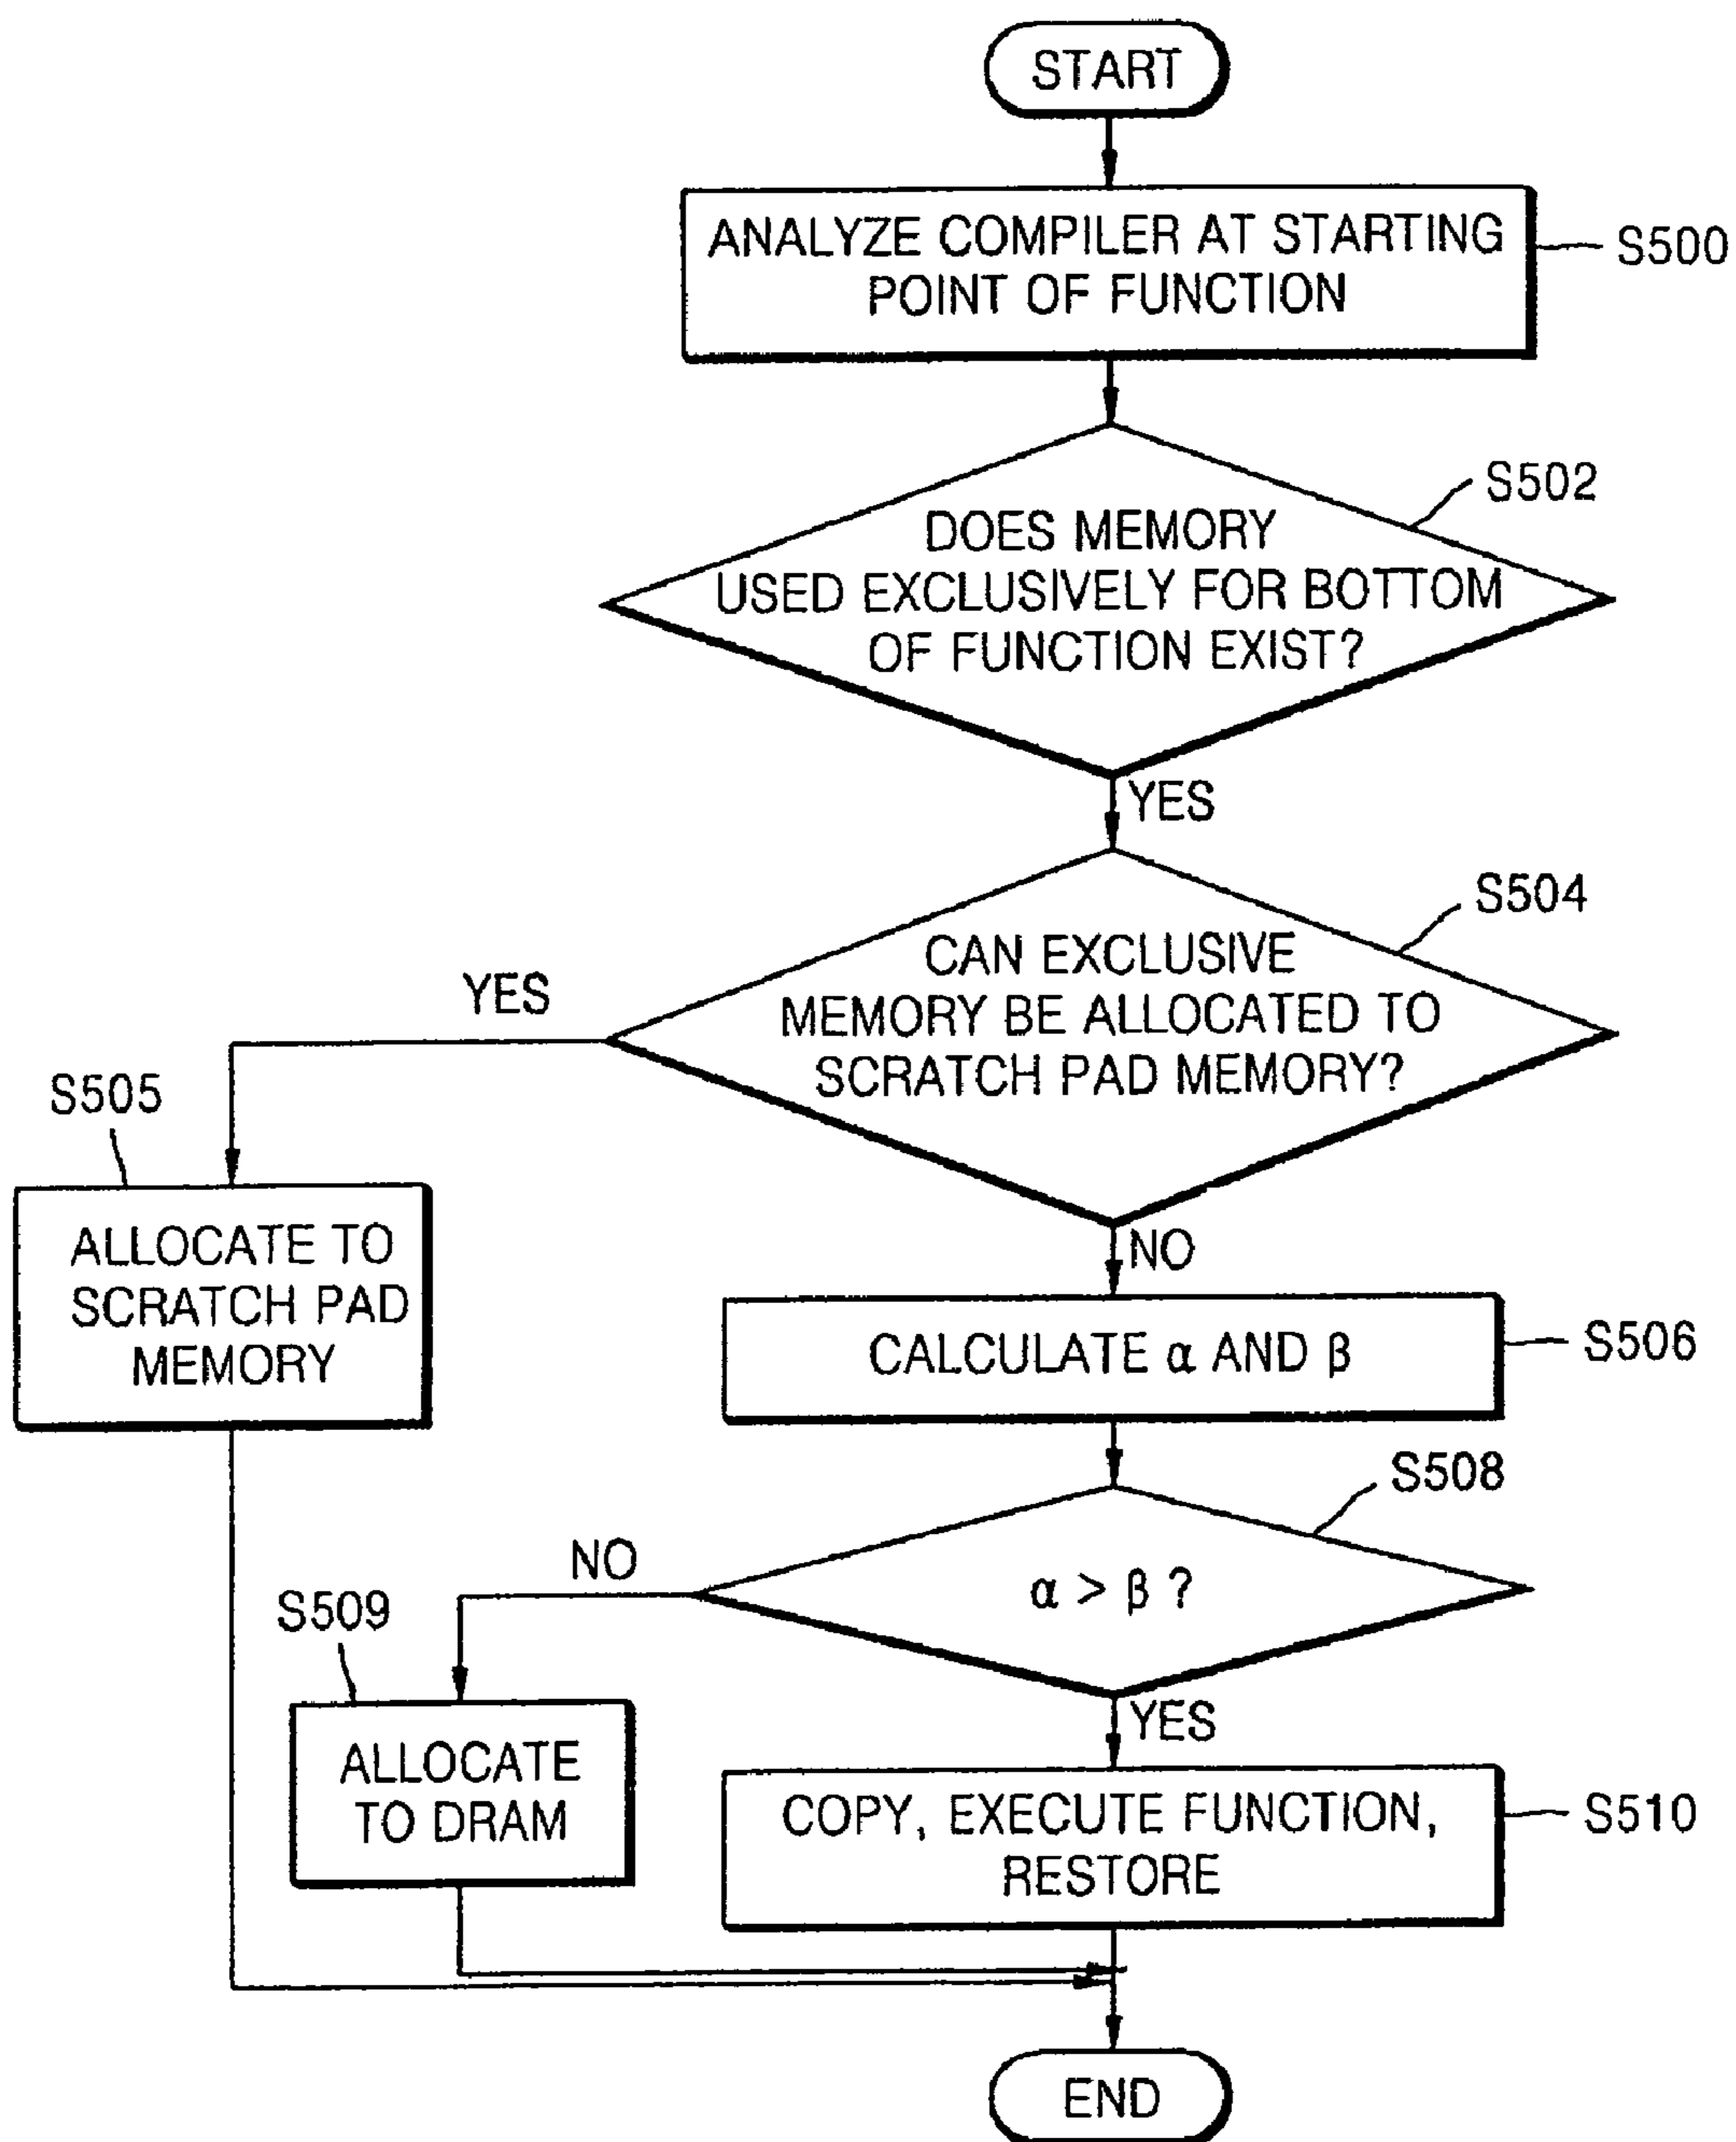 START
ANALYZE COMPILER AT STARTING
POINT OF FUNCTION
S500
S502
DOES MEMORY
USED EXCLUSIVELY FOR BOTTOM
OF FUNCTION EXIST?
YES
S504
CAN EXCLUSIVE
MEMORY BE ALLOCATED TO
SCRATCH PAD MEMORY?
YES
S505
ALLOCATE TO
SCRATCH PAD
MEMORY
NO
CALCULATE α AND β
S506
S508
α > β ?
NO
S509
ALLOCATE
TO DRAM
YES
COPY, EXECUTE FUNCTION,
RESTORE
S510
END